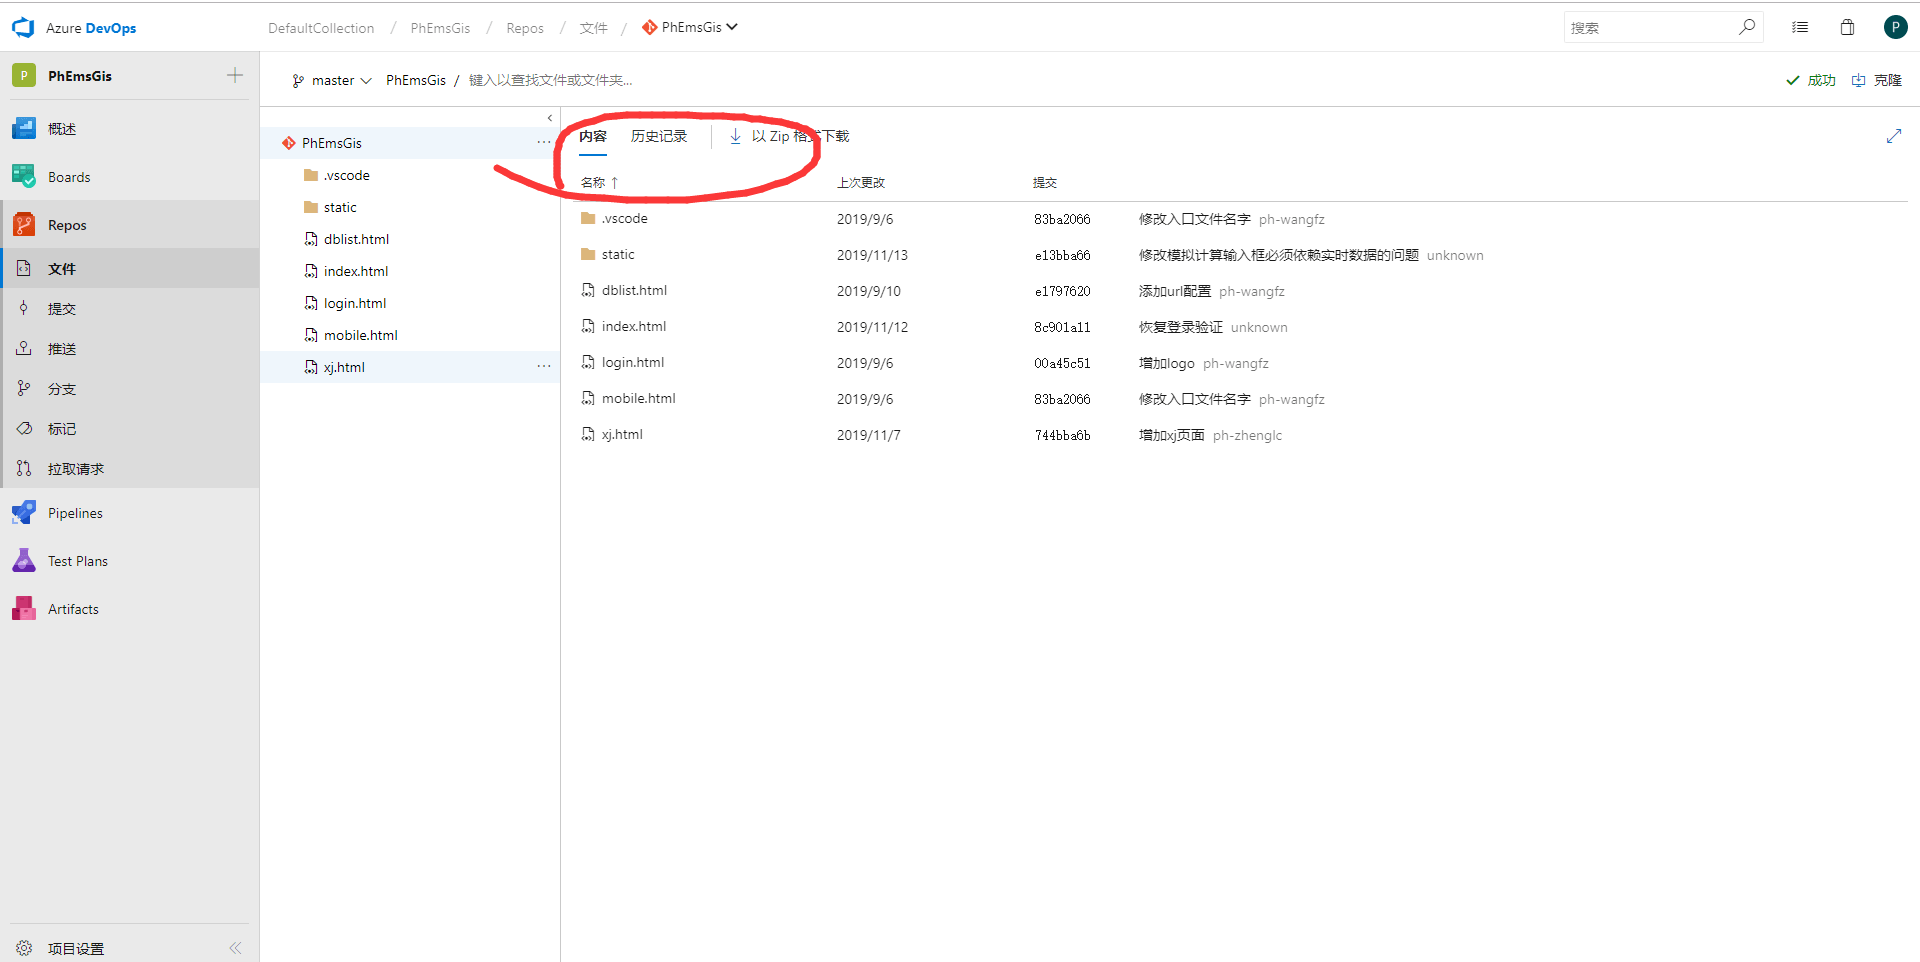 Azure DevOps
DefaultCollection / PhEmsGis / Repos / 文件 / PhEmsGis
搜索
P
P PhEmsGis
概述
Boards
Repos
文件
提交
推送
分支
标记
拉取请求
Pipelines
Test Plans
Artifacts
项目设置
master PhEmsGis / 键入以查找文件或文件夹...
成功 克隆
PhEmsGis ...
.vscode
static
dblist.html
index.html
login.html
mobile.html
xj.html ...
内容 历史记录 以 Zip 格式下载
名称 ↑ 上次更改 提交
.vscode 2019/9/6 83ba2066 修改入口文件名字 ph-wangfz
static 2019/11/13 e13bba66 修改模拟计算输入框必须依赖实时数据的问题 unknown
dblist.html 2019/9/10 e1797620 添加url配置 ph-wangfz
index.html 2019/11/12 8c901a11 恢复登录验证 unknown
login.html 2019/9/6 00a45c51 增加logo ph-wangfz
mobile.html 2019/9/6 83ba2066 修改入口文件名字 ph-wangfz
xj.html 2019/11/7 744bba6b 增加xj页面 ph-zhenglc